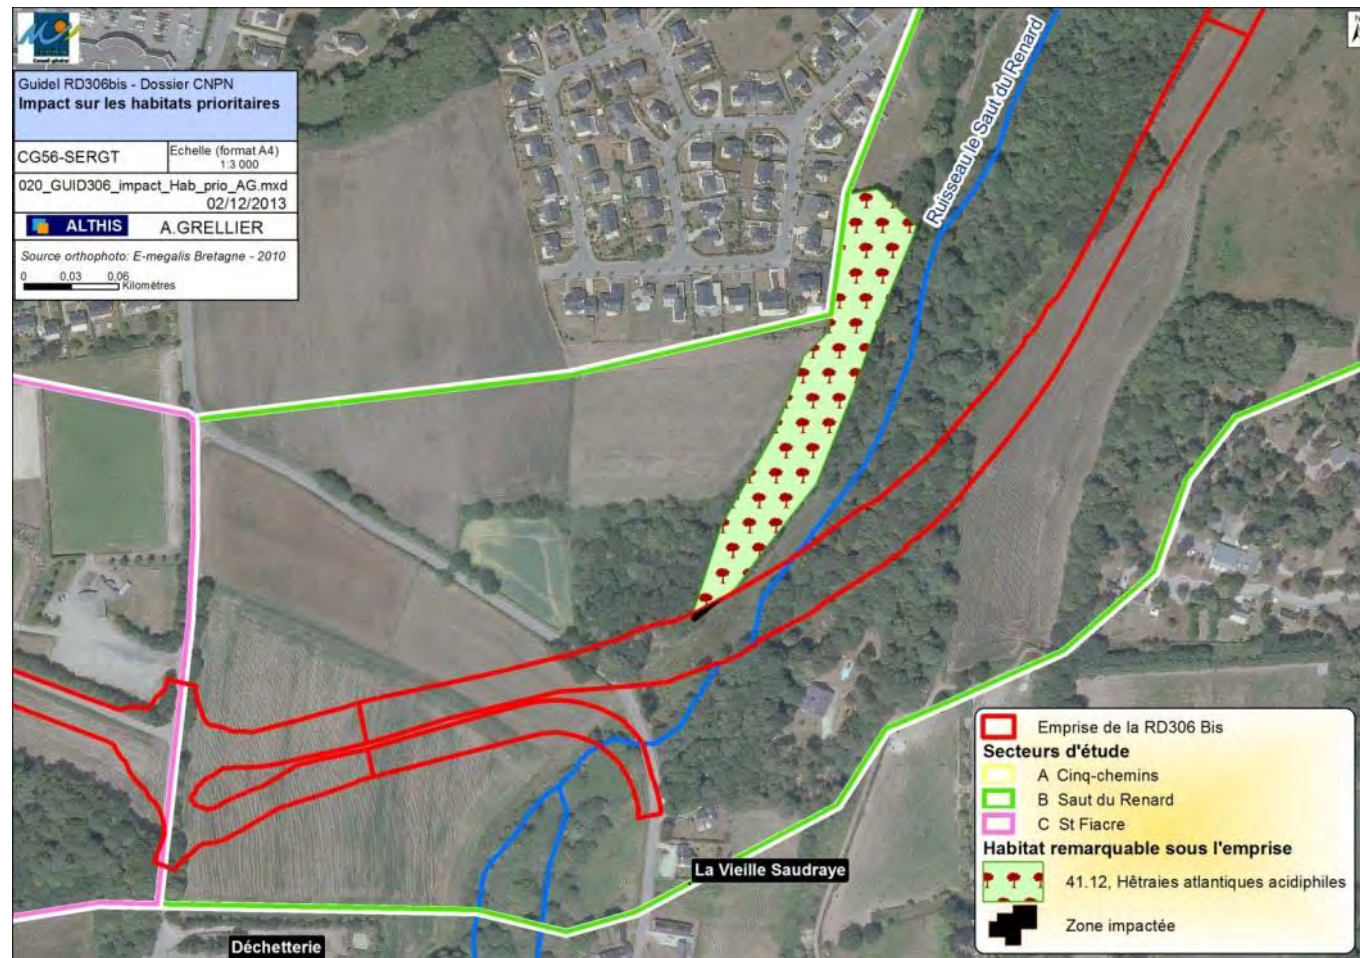 Conseil général
Guidel RD306bis - Dossier CNPN
Impact sur les habitats prioritaires
CG56-SERGT
Echelle (format A4)
1:3 000
020_GUID306_impact_Hab_prio_AG.mxd
02/12/2013
ALTHIS
A.GRELLIER
Source orthophoto: E-megalis Bretagne - 2010
0 0,03 0,06
Kilomètres
Ruisseau le Saut du Renard
La Vieille Saudraye
Déchetterie
Emprise de la RD306 Bis
Secteurs d'étude
A Cinq-chemins
B Saut du Renard
C St Fiacre
Habitat remarquable sous l'emprise
41.12, Hêtraies atlantiques acidiphiles
Zone impactée